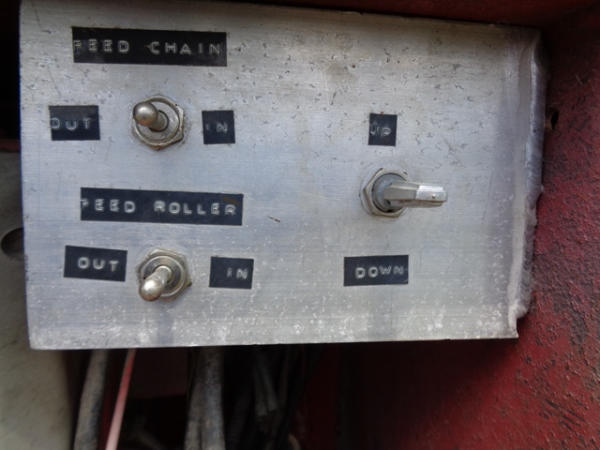 FEED CHAIN
OUT IN
UP
FEED ROLLER
OUT IN
DOWN